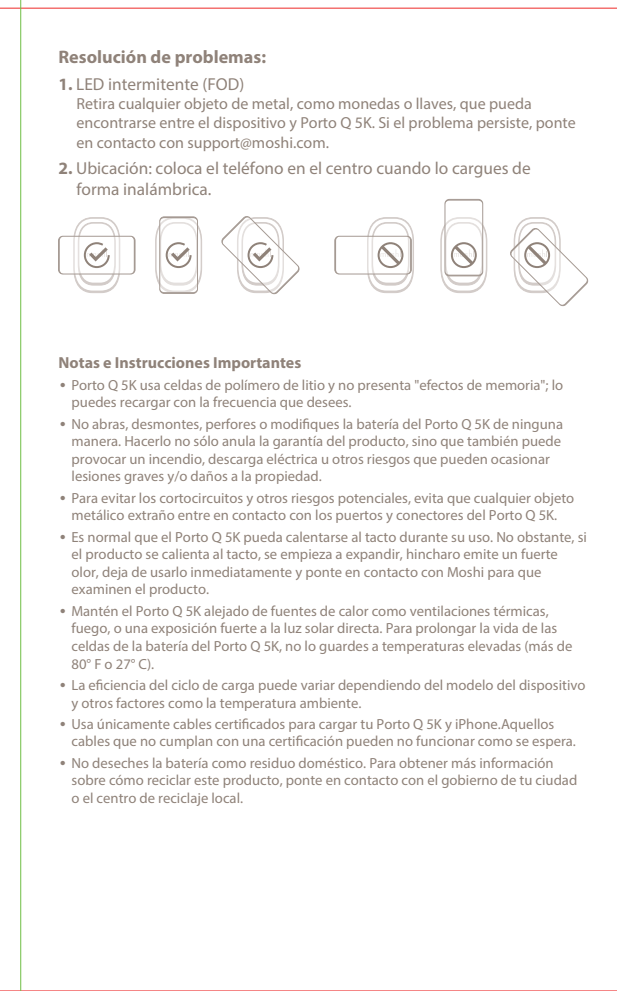 Resolución de problemas:
1. LED intermitente (FOD)
Retira cualquier objeto de metal, como monedas o llaves, que pueda
encontrarse entre el dispositivo y Porto Q 5K. Si el problema persiste, ponte
en contacto con support@moshi.com.
2. Ubicación: coloca el teléfono en el centro cuando lo cargues de
forma inalámbrica.
Notas e Instrucciones Importantes
• Porto Q 5K usa celdas de polímero de litio y no presenta "efectos de memoria"; lo
puedes recargar con la frecuencia que desees.
• No abras, desmontes, perfores o modifiques la batería del Porto Q 5K de ninguna
manera. Hacerlo no sólo anula la garantía del producto, sino que también puede
provocar un incendio, descarga eléctrica u otros riesgos que pueden ocasionar
lesiones graves y/o daños a la propiedad.
• Para evitar los cortocircuitos y otros riesgos potenciales, evita que cualquier objeto
metálico extraño entre en contacto con los puertos y conectores del Porto Q 5K.
• Es normal que el Porto Q 5K pueda calentarse al tacto durante su uso. No obstante, si
el producto se calienta al tacto, se empieza a expandir, hincharo emite un fuerte
olor, deja de usarlo inmediatamente y ponte en contacto con Moshi para que
examinen el producto.
• Mantén el Porto Q 5K alejado de fuentes de calor como ventilaciones térmicas,
fuego, o una exposición fuerte a la luz solar directa. Para prolongar la vida de las
celdas de la batería del Porto Q 5K, no lo guardes a temperaturas elevadas (más de
80° F o 27° C).
• La eficiencia del ciclo de carga puede variar dependiendo del modelo del dispositivo
y otros factores como la temperatura ambiente.
• Usa únicamente cables certificados para cargar tu Porto Q 5K y iPhone.Aquellos
cables que no cumplan con una certificación pueden no funcionar como se espera.
• No deseches la batería como residuo doméstico. Para obtener más información
sobre cómo reciclar este producto, ponte en contacto con el gobierno de tu ciudad
o el centro de reciclaje local.